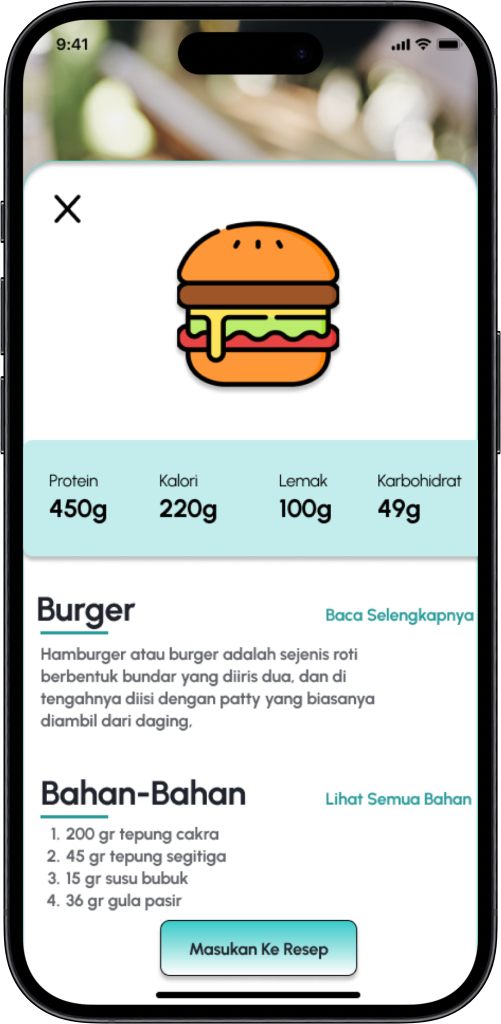 9:41
Protein Kalori Lemak Karbohidrat
450g 220g 100g 49g
Burger Baca Selengkapnya
Hamburger atau burger adalah sejenis roti
berbentuk bundar yang diiris dua, dan di
tengahnya diisi dengan patty yang biasanya
diambil dari daging,
Bahan-Bahan Lihat Semua Bahan
1. 200 gr tepung cakra
2. 45 gr tepung segitiga
3. 15 gr susu bubuk
4. 36 gr gula pasir
Masukan Ke Resep